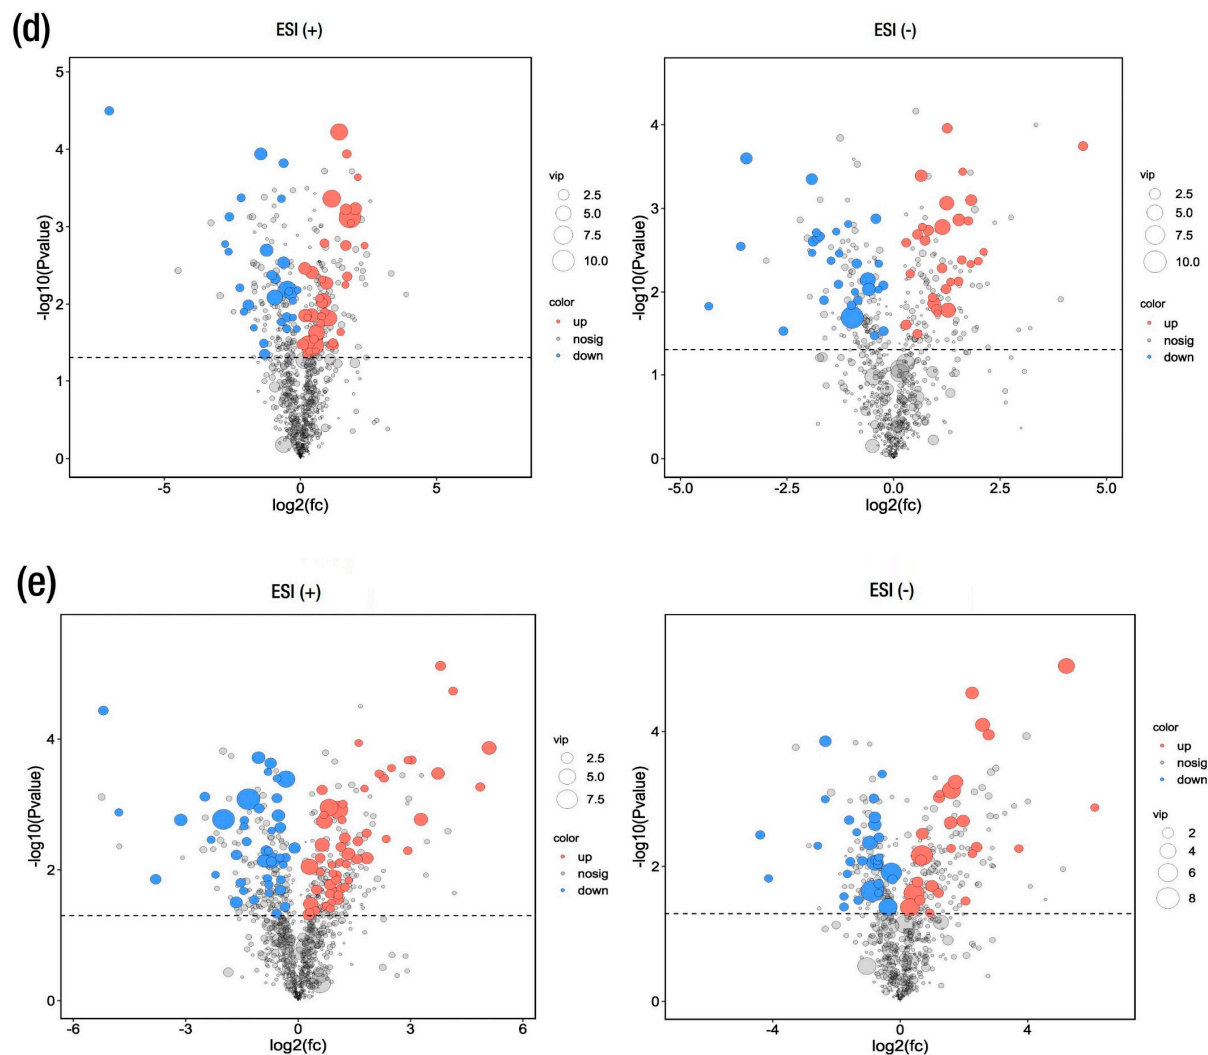 (d)
ESI (+)
ESI (-)
5
4
3
2
1
0
-log10(Pvalue)
-5
0
5
log2(fc)
vip
2.5
5.0
7.5
10.0
color
up
nosig
down
4
3
2
1
0
-log10(Pvalue)
-5.0
-2.5
0.0
2.5
5.0
log2(fc)
vip
2.5
5.0
7.5
10.0
color
up
nosig
down
(e)
ESI (+)
ESI (-)
4
2
0
-log10(Pvalue)
-6
-3
0
3
6
log2(fc)
vip
2.5
5.0
7.5
color
up
nosig
down
4
2
0
-log10(Pvalue)
-4
0
4
log2(fc)
color
up
nosig
down
vip
2
4
6
8